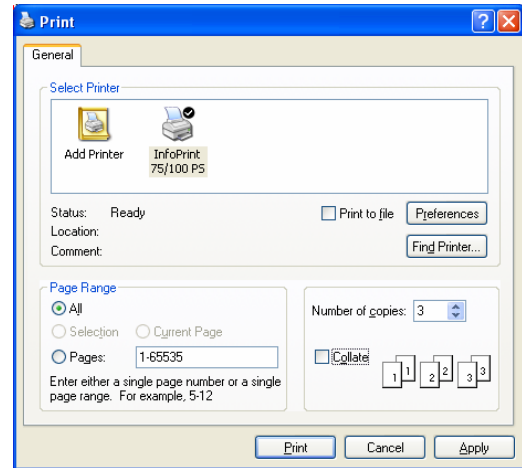 Print
General
Select Printer
Add Printer
InfoPrint
75/100 PS
Status: Ready
Print to file
Preferences
Location:
Comment:
Find Printer...
Page Range
All
Selection
Current Page
Pages: 1-65535
Enter either a single page number or a single
page range. For example, 5-12
Number of copies: 3
Collate
1 1 2 2 3 3
Print
Cancel
Apply